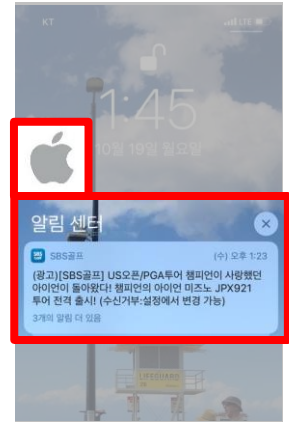 KT
LTE
1:45
10월 19일 월요일
알림 센터
SBS골프
(수) 오후 1:23
(광고)[SBS골프] US오픈/PGA투어 챔피언이 사랑했던
아이언이 돌아왔다! 챔피언의 아이언 미즈노 JPX921
투어 전격 출시! (수신거부:설정에서 변경 가능)
3개의 알림 더 있음